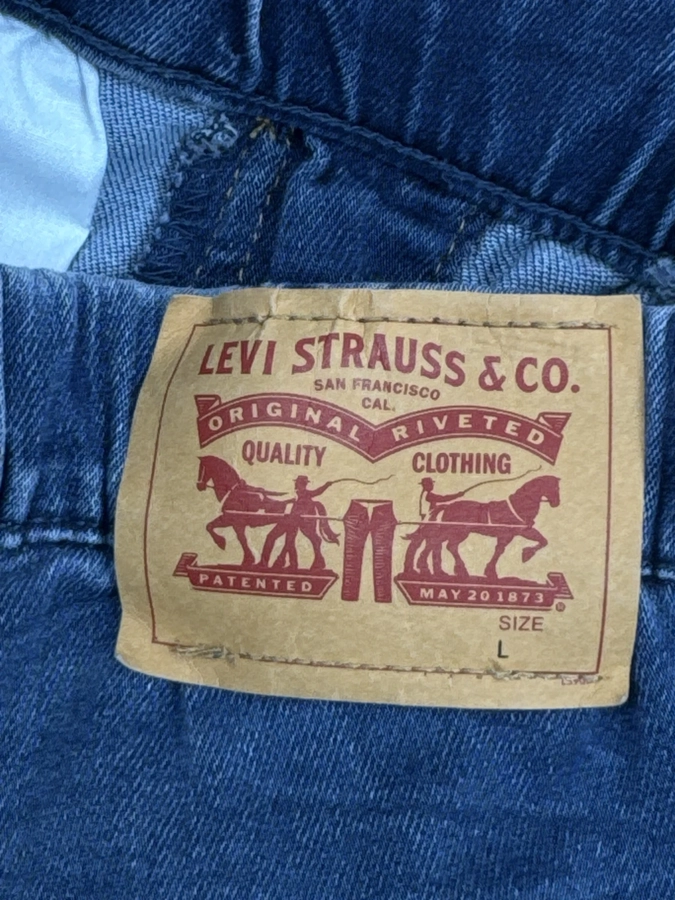 LEVI STRAUSS & CO.
SAN FRANCISCO
CAL.
ORIGINAL RIVETED
QUALITY CLOTHING
PATENTED MAY 20 1873 ®
SIZE
L